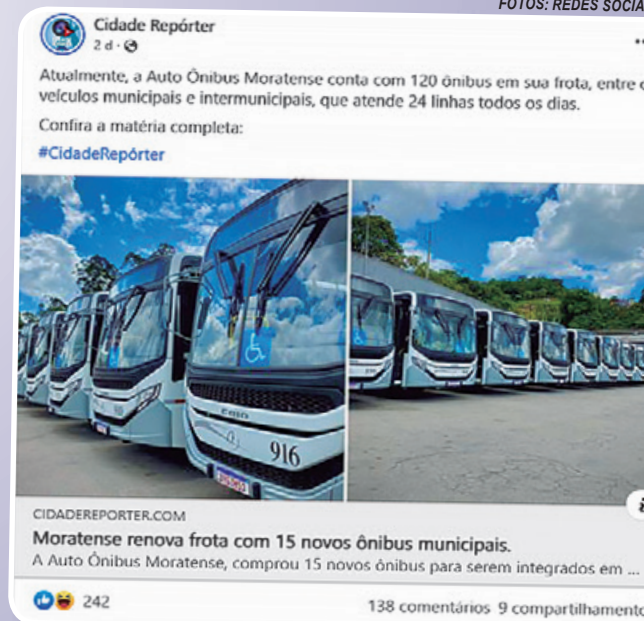 FOTOS: REDES SOCIA
Cidade Repórter
2 d ·
Atualmente, a Auto Ônibus Moratense conta com 120 ônibus em sua frota, entre
veículos municipais e intermunicipais, que atende 24 linhas todos os dias.
Confira a matéria completa:
#CidadeRepórter
916
CIDADEREPORTER.COM
Moratense renova frota com 15 novos ônibus municipais.
A Auto Ônibus Moratense, comprou 15 novos ônibus para serem integrados em ...
242
138 comentários 9 compartilhamento